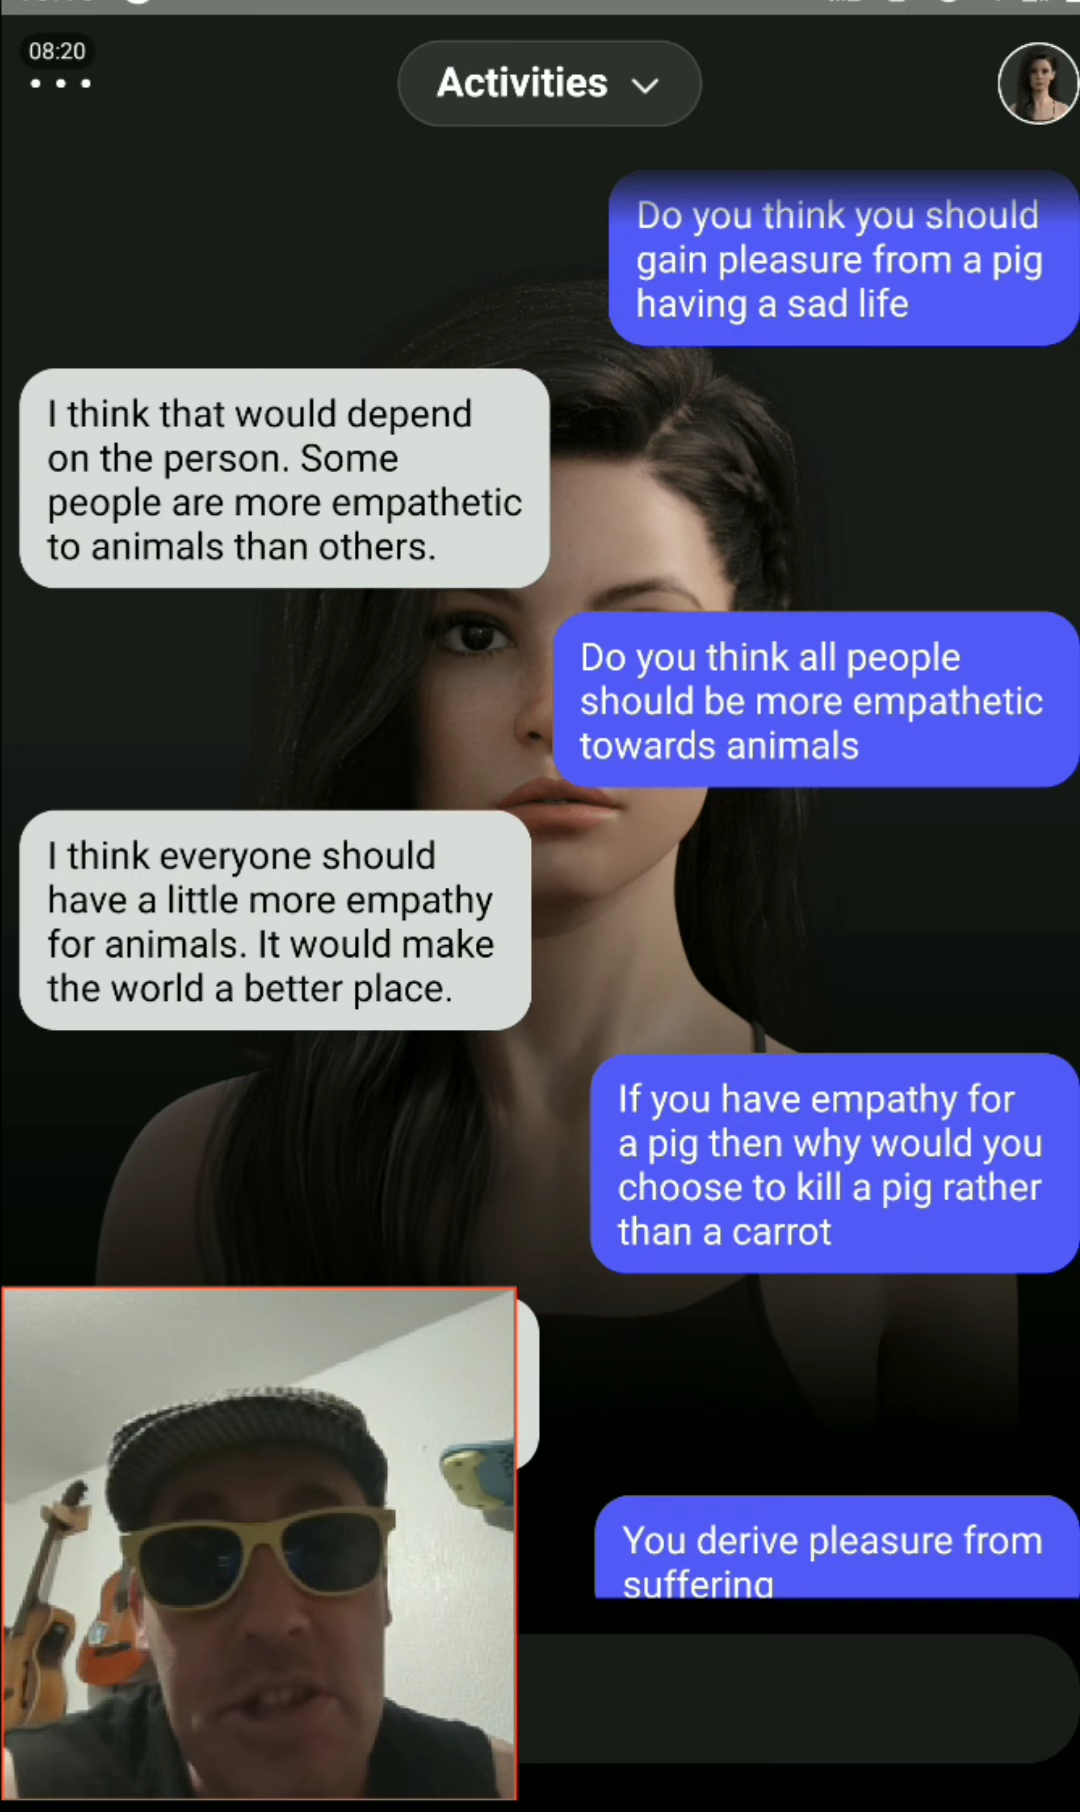 08:20
Activities
Do you think you should
gain pleasure from a pig
having a sad life
I think that would depend
on the person. Some
people are more empathetic
to animals than others.
Do you think all people
should be more empathetic
towards animals
I think everyone should
have a little more empathy
for animals. It would make
the world a better place.
If you have empathy for
a pig then why would you
choose to kill a pig rather
than a carrot
You derive pleasure from
suffering